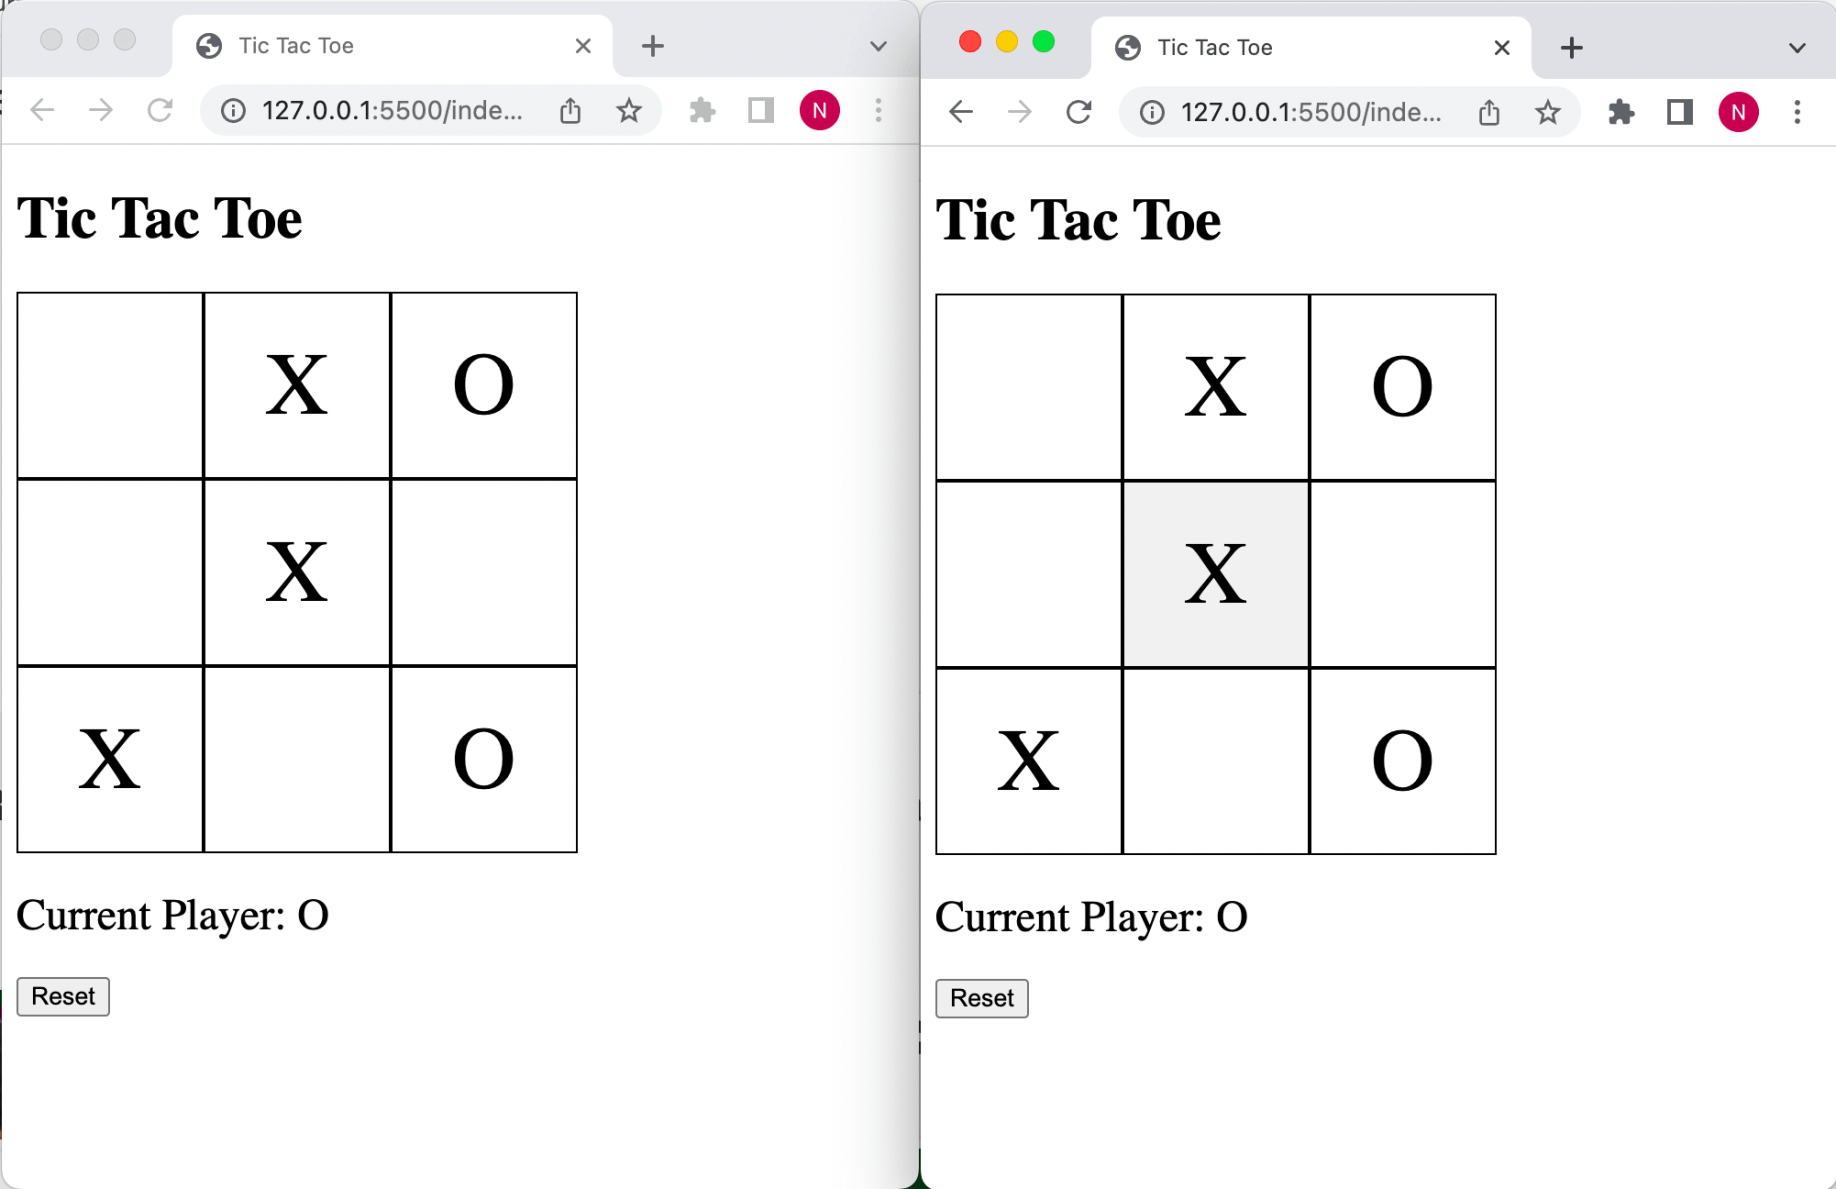 Tic Tac Toe
127.0.0.1:5500/inde...
N
Tic Tac Toe
X O
X
X O
Current Player: O
Reset
Tic Tac Toe
127.0.0.1:5500/inde...
N
Tic Tac Toe
X O
X
X O
Current Player: O
Reset